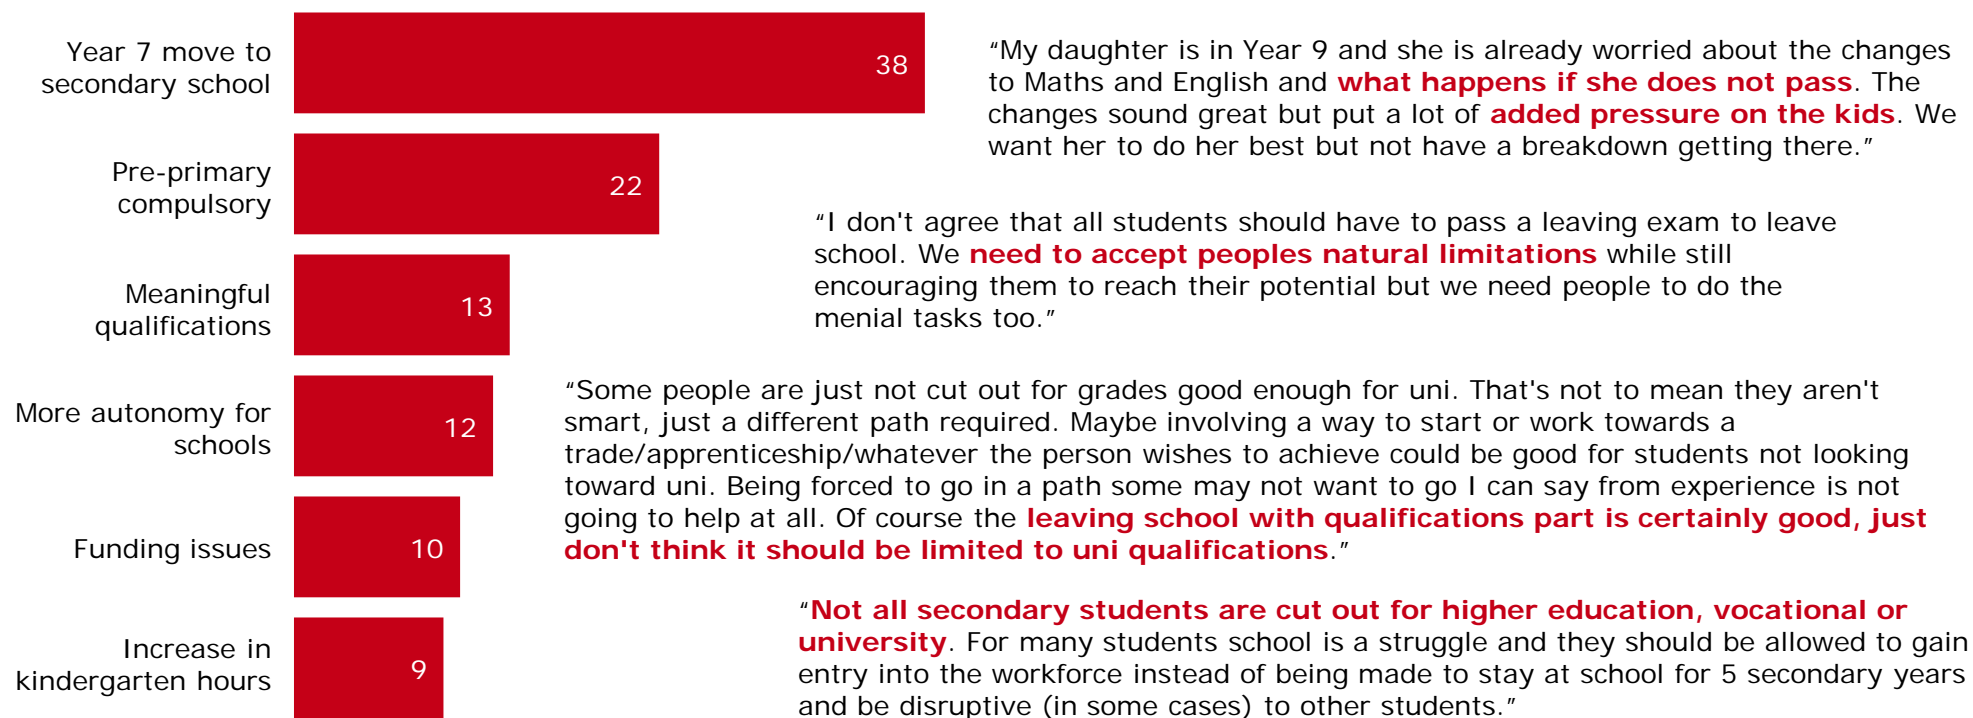 Year 7 move to
secondary school
38
Pre-primary
compulsory
22
Meaningful
qualifications
13
More autonomy for
schools
12
Funding issues
10
Increase in
kindergarten hours
9
“My daughter is in Year 9 and she is already worried about the changes
to Maths and English and what happens if she does not pass. The
changes sound great but put a lot of added pressure on the kids. We
want her to do her best but not have a breakdown getting there.”
“I don't agree that all students should have to pass a leaving exam to leave
school. We need to accept peoples natural limitations while still
encouraging them to reach their potential but we need people to do the
menial tasks too.”
“Some people are just not cut out for grades good enough for uni. That's not to mean they aren't
smart, just a different path required. Maybe involving a way to start or work towards a
trade/apprenticeship/whatever the person wishes to achieve could be good for students not looking
toward uni. Being forced to go in a path some may not want to go I can say from experience is not
going to help at all. Of course the leaving school with qualifications part is certainly good, just
don't think it should be limited to uni qualifications.”
“Not all secondary students are cut out for higher education, vocational or
university. For many students school is a struggle and they should be allowed to gain
entry into the workforce instead of being made to stay at school for 5 secondary years
and be disruptive (in some cases) to other students.”